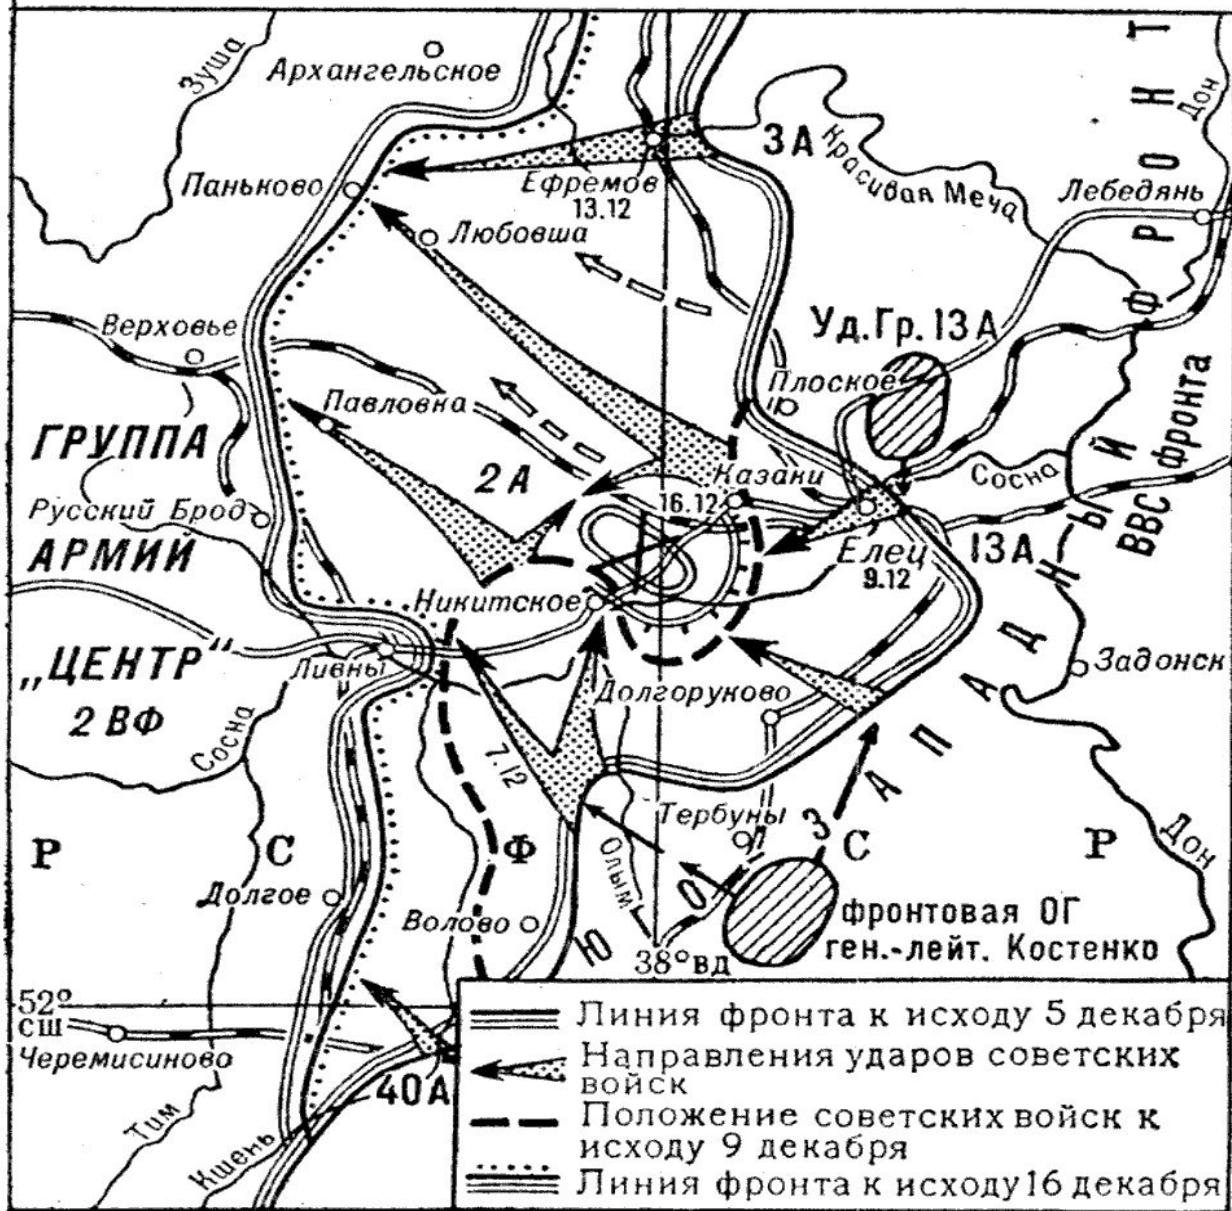 Зуша
Архангельское
Дон
3А
Красивая Меча
Паньково
Ефремов
13.12
Лебедянь
Любовша
Уд.Гр.13А
Верховье
Плоское
Павловка
ГРУППА
АРМИЙ
„ЦЕНТР"
2 ВФ
2А
Казаки
16.12
Сосна
ВВС фронта
Русский Брод
Елец
9.12
13А
Никитское
Ливны
Долгоруково
Задонск
Сосна
7.12
Тербуны
Олым
Дон
Р С Ф С Р
ЮГО-ЗАПАДНЫЙ ФРОНТ
Долгое
Волово
фронтовая ОГ
ген.-лейт. Костенко
38°вд
52°
сш
Черемисиново
40А
Тим
Кшень
Линия фронта к исходу 5 декабря
Направления ударов советских
войск
Положение советских войск к
исходу 9 декабря
Линия фронта к исходу 16 декабря